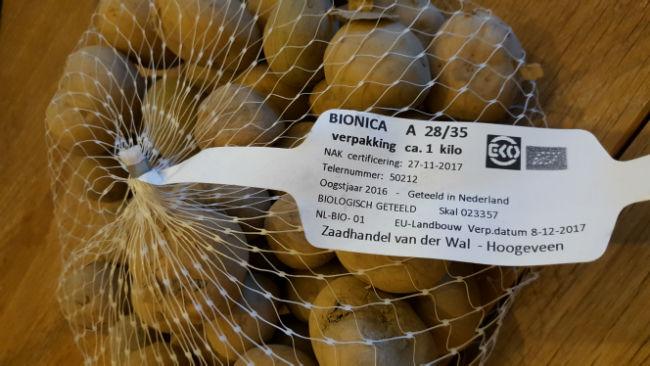 BIONICA A 28/35
verpakking ca. 1 kilo
NAK certificering: 27-11-2017
Telernummer: 50212
Oogstjaar 2016 - Geteeld in Nederland
BIOLOGISCH GETEELD Skal 023357
NL-BIO- 01 EU-Landbouw Verp.datum 8-12-2017
Zaadhandel van der Wal - Hoogeveen
EKO